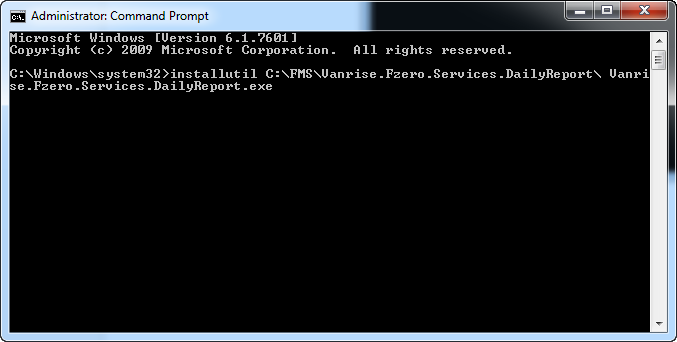 Administrator: Command Prompt
Microsoft Windows [Version 6.1.7601]
Copyright (c) 2009 Microsoft Corporation.  All rights reserved.
C:\Windows\system32>installutil C:\FMS\Vanrise.Fzero.Services.DailyReport\ Vanri
se.Fzero.Services.DailyReport.exe